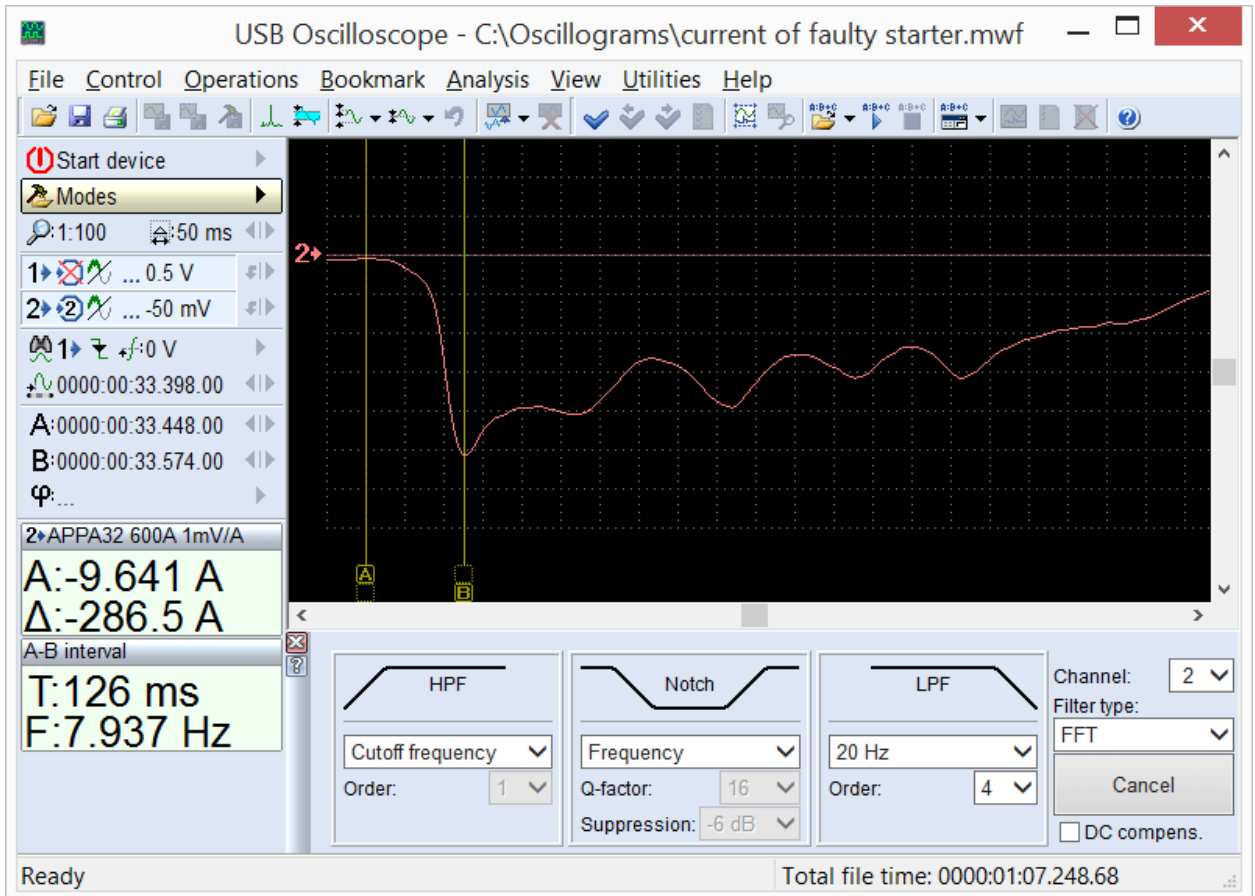 USB Oscilloscope - C:\Oscillograms\current of faulty starter.mwf
File Control Operations Bookmark Analysis View Utilities Help
A:B+C A:B+C A:B+C A:B+C
Start device
Modes
:1:100 :50 ms
1 ... 0.5 V
2 2 ... -50 mV
1 f:0 V
:0000:00:33.398.00
A:0000:00:33.448.00
B:0000:00:33.574.00
φ:...
2 APPA32 600A 1mV/A
A:-9.641 A
Δ:-286.5 A
A-B interval
T:126 ms
F:7.937 Hz
2
A
B
HPF
Cutoff frequency
Order: 1
Notch
Frequency
Q-factor: 16
Suppression: -6 dB
LPF
20 Hz
Order: 4
Channel: 2
Filter type:
FFT
Cancel
DC compens.
Ready
Total file time: 0000:01:07.248.68